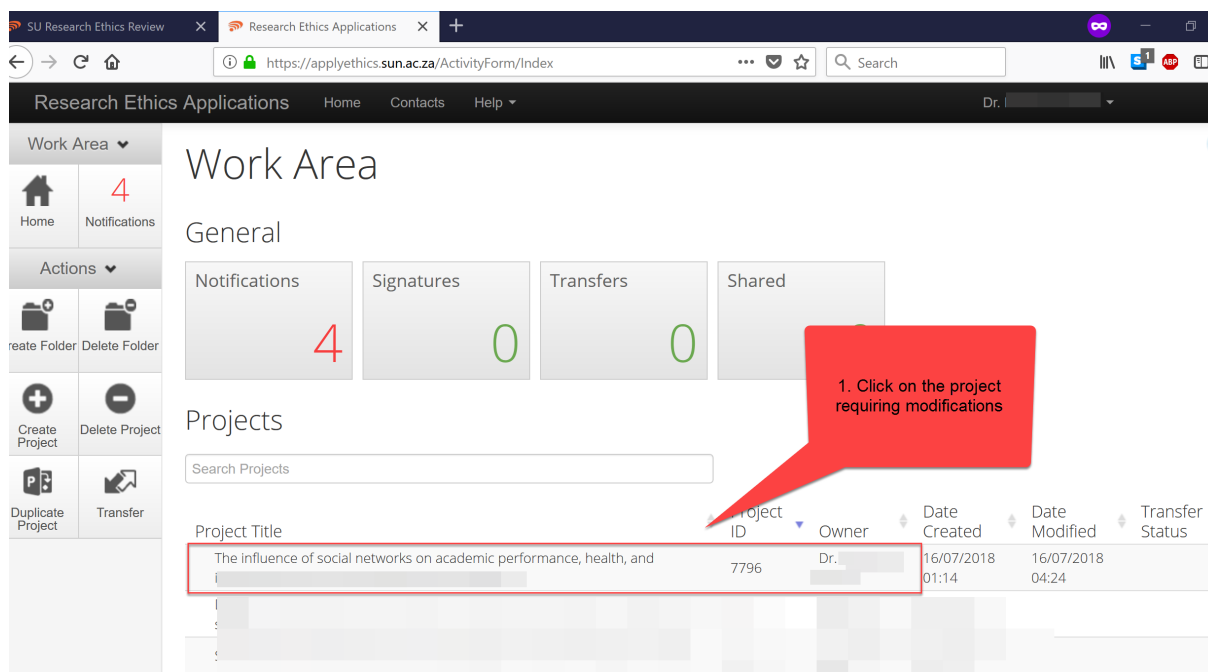 SU Research Ethics Review
Research Ethics Applications
https://applyethics.sun.ac.za/ActivityForm/Index
Search
S 1
ABP
Research Ethics Applications Home Contacts Help
Dr.
Work Area
4
Home Notifications
Actions
reate Folder Delete Folder
Create Project
Delete Project
Duplicate Project
Transfer
Work Area
General
Notifications
4
Signatures
0
Transfers
0
Shared
1. Click on the project
requiring modifications
Projects
Search Projects
Project Title
Project ID
Owner
Date Created
Date Modified
Transfer Status
The influence of social networks on academic performance, health, and
7796
Dr.
16/07/2018
01:14
16/07/2018
04:24